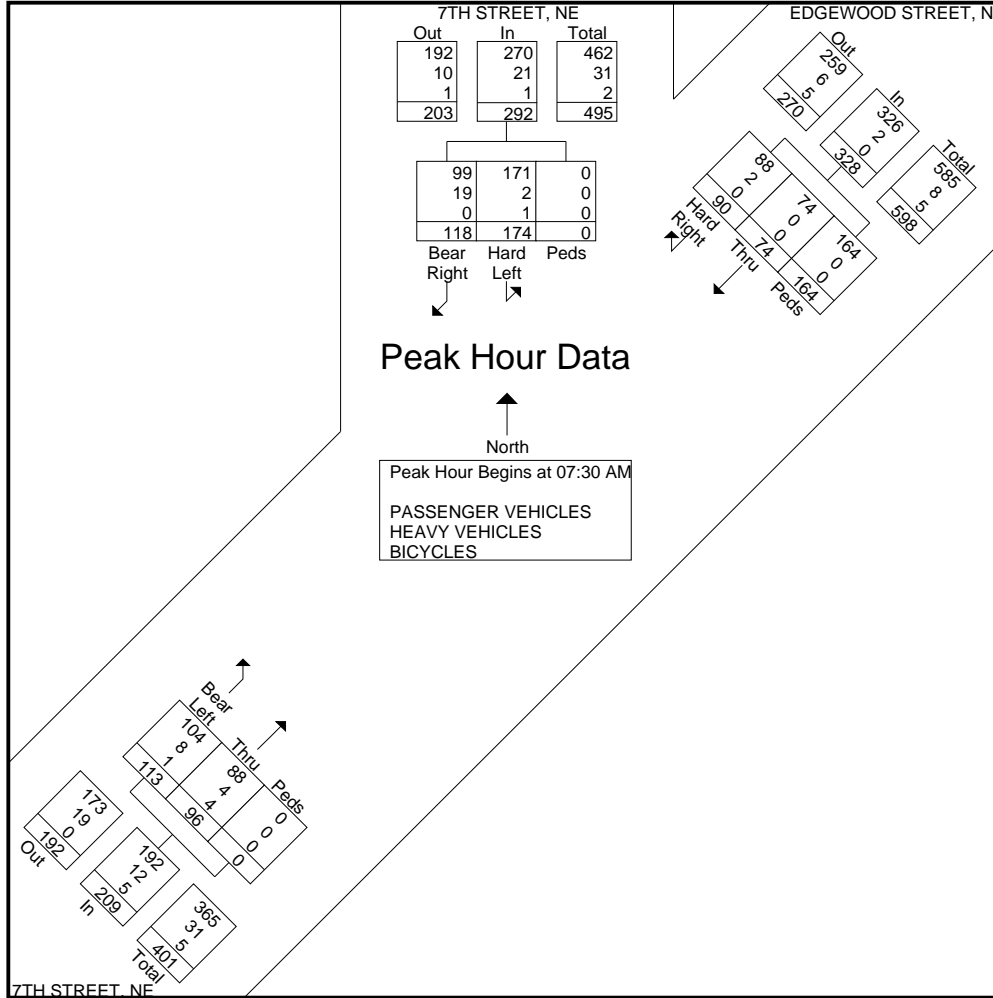 7TH STREET, NE
EDGEWOOD STREET, N
Out In Total
192 270 462
10 21 31
1 1 2
203 292 495
99 171 0
19 2 0
0 1 0
118 174 0
Bear Right
Hard Left
Peds
Out
259
6
5
270
In
326
2
0
328
Total
585
8
5
598
88
2
0
90
Hard
Right
74
0
0
74
Thru
164
0
0
164
Peds
Peak Hour Data
North
Peak Hour Begins at 07:30 AM
PASSENGER VEHICLES
HEAVY VEHICLES
BICYCLES
Bear
Left
104
8
1
113
Thru
88
4
4
96
Peds
0
0
0
0
173
19
0
192
Out
192
12
5
209
In
365
31
5
401
Total
7TH STREET, NE